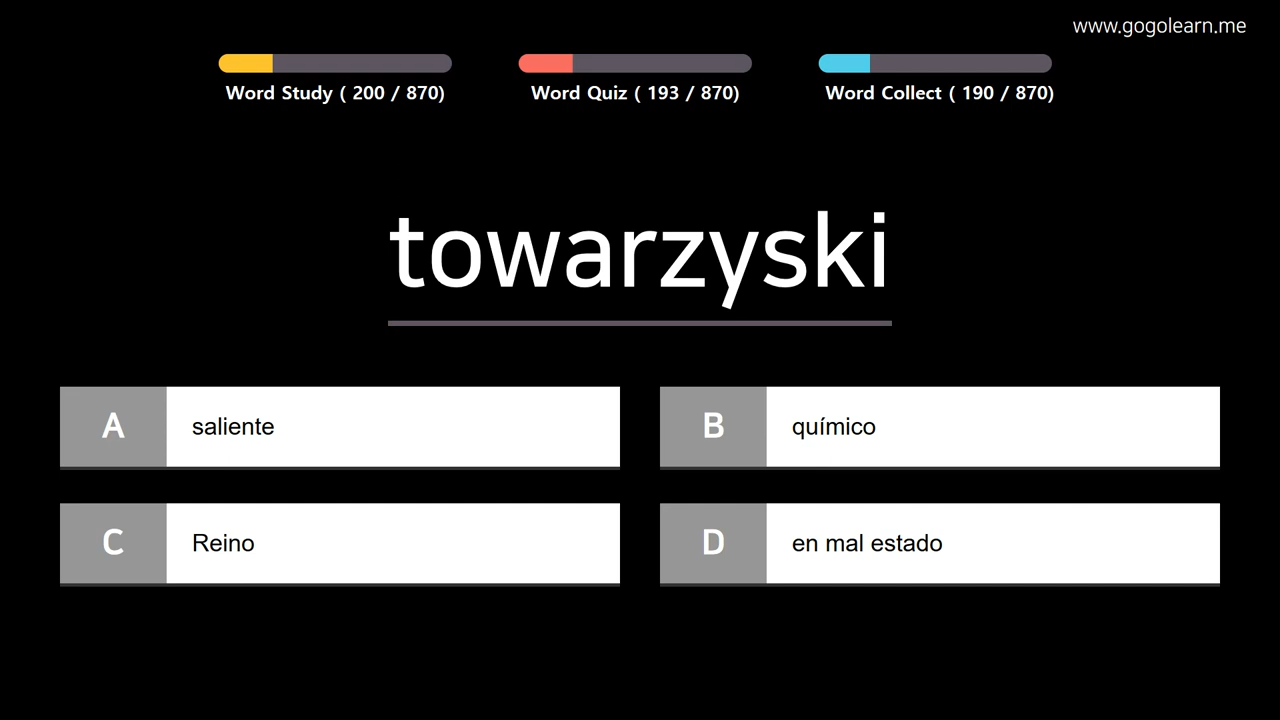 www.gogolearn.me
Word Study ( 200 / 870)
Word Quiz ( 193 / 870)
Word Collect ( 190 / 870)
towarzyski
A saliente
B químico
C Reino
D en mal estado